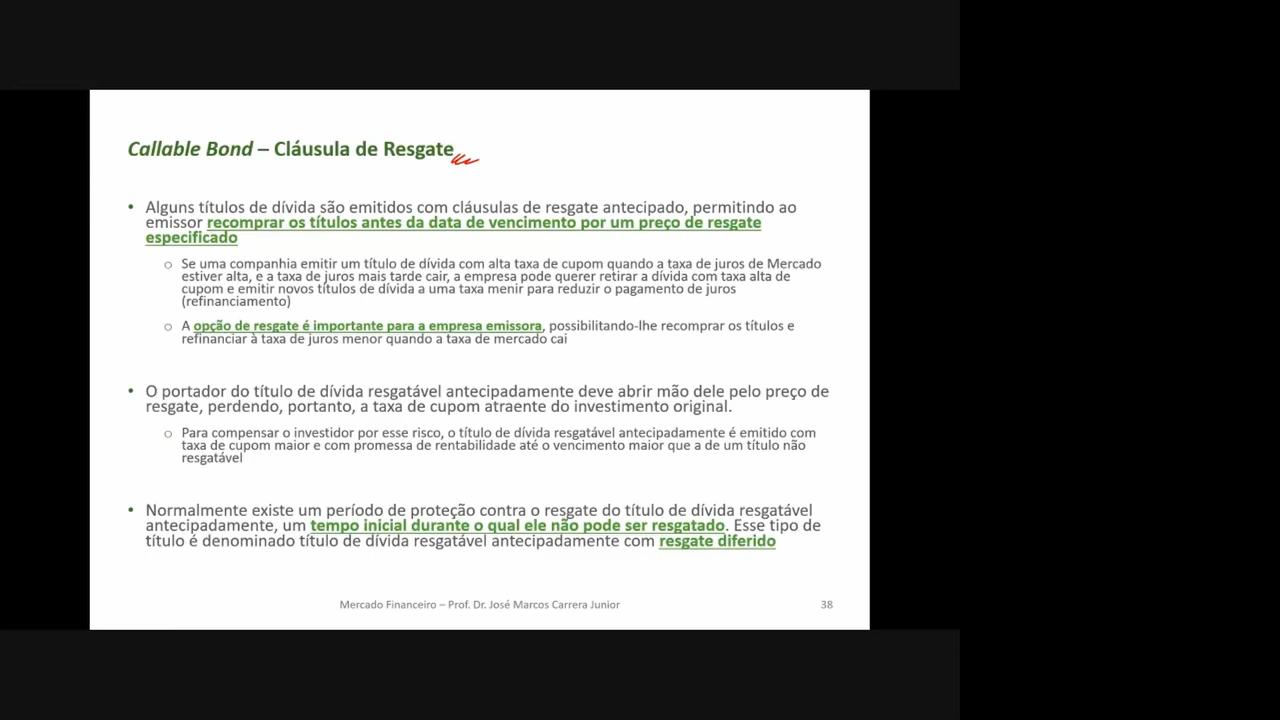 Callable Bond – Cláusula de Resgate
• Alguns títulos de dívida são emitidos com cláusulas de resgate antecipado, permitindo ao
emissor recomprar os títulos antes da data de vencimento por um preço de resgate
especificado
o Se uma companhia emitir um título de dívida com alta taxa de cupom quando a taxa de juros de Mercado
estiver alta, e a taxa de juros mais tarde cair, a empresa pode querer retirar a dívida com taxa alta de
cupom e emitir novos títulos de dívida a uma taxa menir para reduzir o pagamento de juros
(refinanciamento)
o A opção de resgate é importante para a empresa emissora, possibilitando-lhe recomprar os títulos e
refinanciar à taxa de juros menor quando a taxa de mercado cai
• O portador do título de dívida resgatável antecipadamente deve abrir mão dele pelo preço de
resgate, perdendo, portanto, a taxa de cupom atraente do investimento original.
o Para compensar o investidor por esse risco, o título de dívida resgatável antecipadamente é emitido com
taxa de cupom maior e com promessa de rentabilidade até o vencimento maior que a de um título não
resgatável
• Normalmente existe um período de proteção contra o resgate do título de dívida resgatável
antecipadamente, um tempo inicial durante o qual ele não pode ser resgatado. Esse tipo de
título é denominado título de dívida resgatável antecipadamente com resgate diferido
Mercado Financeiro – Prof. Dr. José Marcos Carrera Junior
38